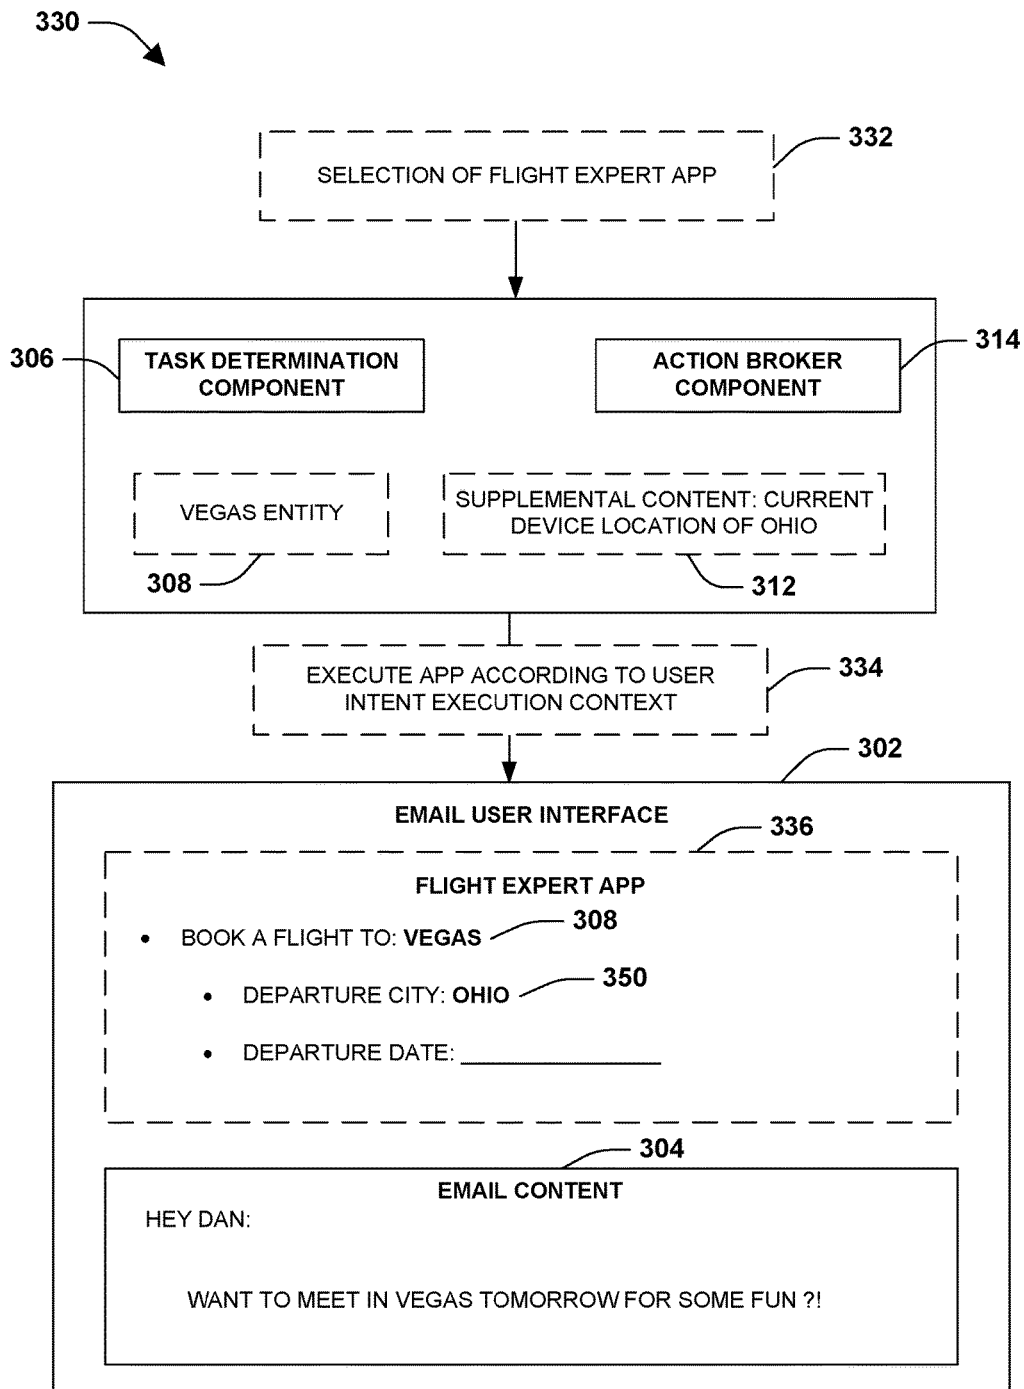 330
332
SELECTION OF FLIGHT EXPERT APP
306
TASK DETERMINATION
COMPONENT
ACTION BROKER
COMPONENT
314
VEGAS ENTITY
SUPPLEMENTAL CONTENT: CURRENT
DEVICE LOCATION OF OHIO
308
312
EXECUTE APP ACCORDING TO USER
INTENT EXECUTION CONTEXT
334
302
EMAIL USER INTERFACE
336
FLIGHT EXPERT APP
• BOOK A FLIGHT TO: VEGAS 308
• DEPARTURE CITY: OHIO 350
• DEPARTURE DATE: _______________
304
EMAIL CONTENT
HEY DAN:
WANT TO MEET IN VEGAS TOMORROW FOR SOME FUN ?!